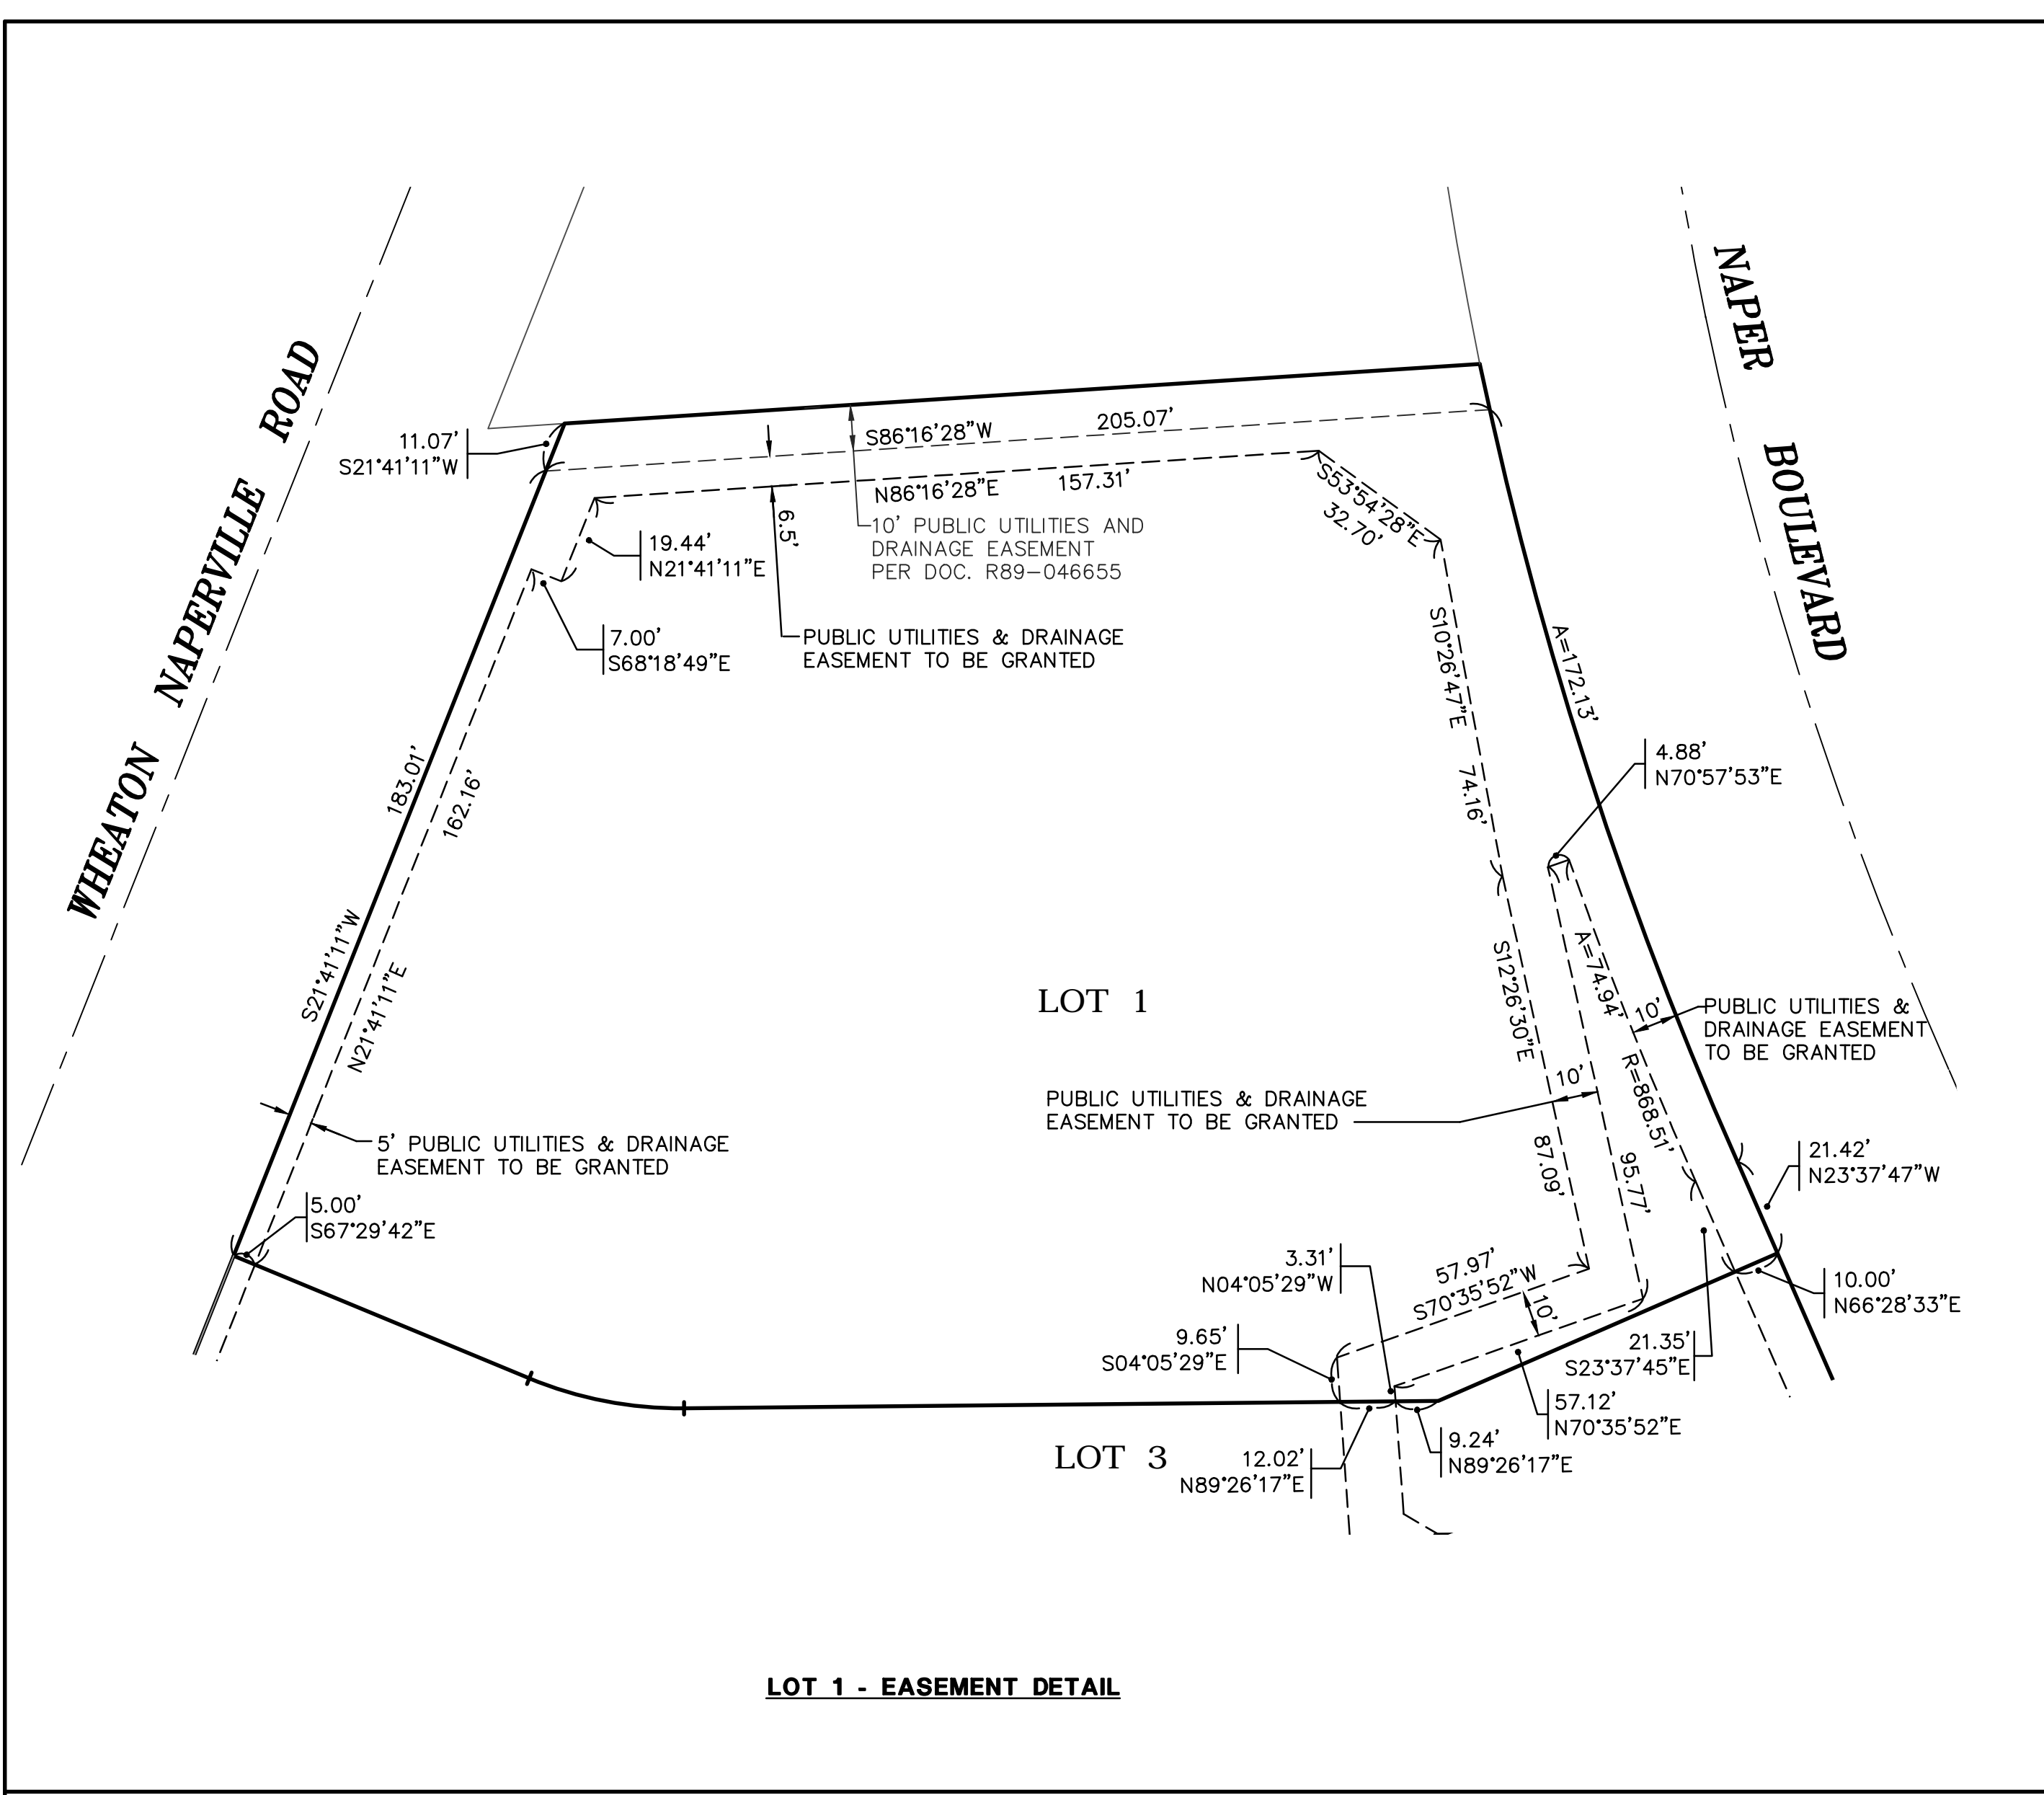 WHEATON NAPERVILLE ROAD
NAPER BOULEVARD
11.07'
S21°41'11"W
S86°16'28"W 205.07'
N86°16'28"E 157.31'
6.5'
10' PUBLIC UTILITIES AND
DRAINAGE EASEMENT
PER DOC. R89-046655
S53°54'28"E
32.70'
19.44'
N21°41'11"E
7.00'
S68°18'49"E
PUBLIC UTILITIES & DRAINAGE
EASEMENT TO BE GRANTED
S10°26'47"E 74.16'
A=172.13'
4.88'
N70°57'53"E
S21°41'11"W 183.01'
N21°41'11"E 162.16'
S12°26'30"E 87.09'
A=74.94' R=868.51'
95.77'
LOT 1
10'
PUBLIC UTILITIES &
DRAINAGE EASEMENT
TO BE GRANTED
10'
PUBLIC UTILITIES & DRAINAGE
EASEMENT TO BE GRANTED
5' PUBLIC UTILITIES & DRAINAGE
EASEMENT TO BE GRANTED
21.42'
N23°37'47"W
5.00'
S67°29'42"E
3.31'
N04°05'29"W
57.97'
S70°35'52"W
10'
10.00'
N66°28'33"E
9.65'
S04°05'29"E
21.35'
S23°37'45"E
57.12'
N70°35'52"E
9.24'
N89°26'17"E
12.02'
N89°26'17"E
LOT 3
LOT 1 - EASEMENT DETAIL